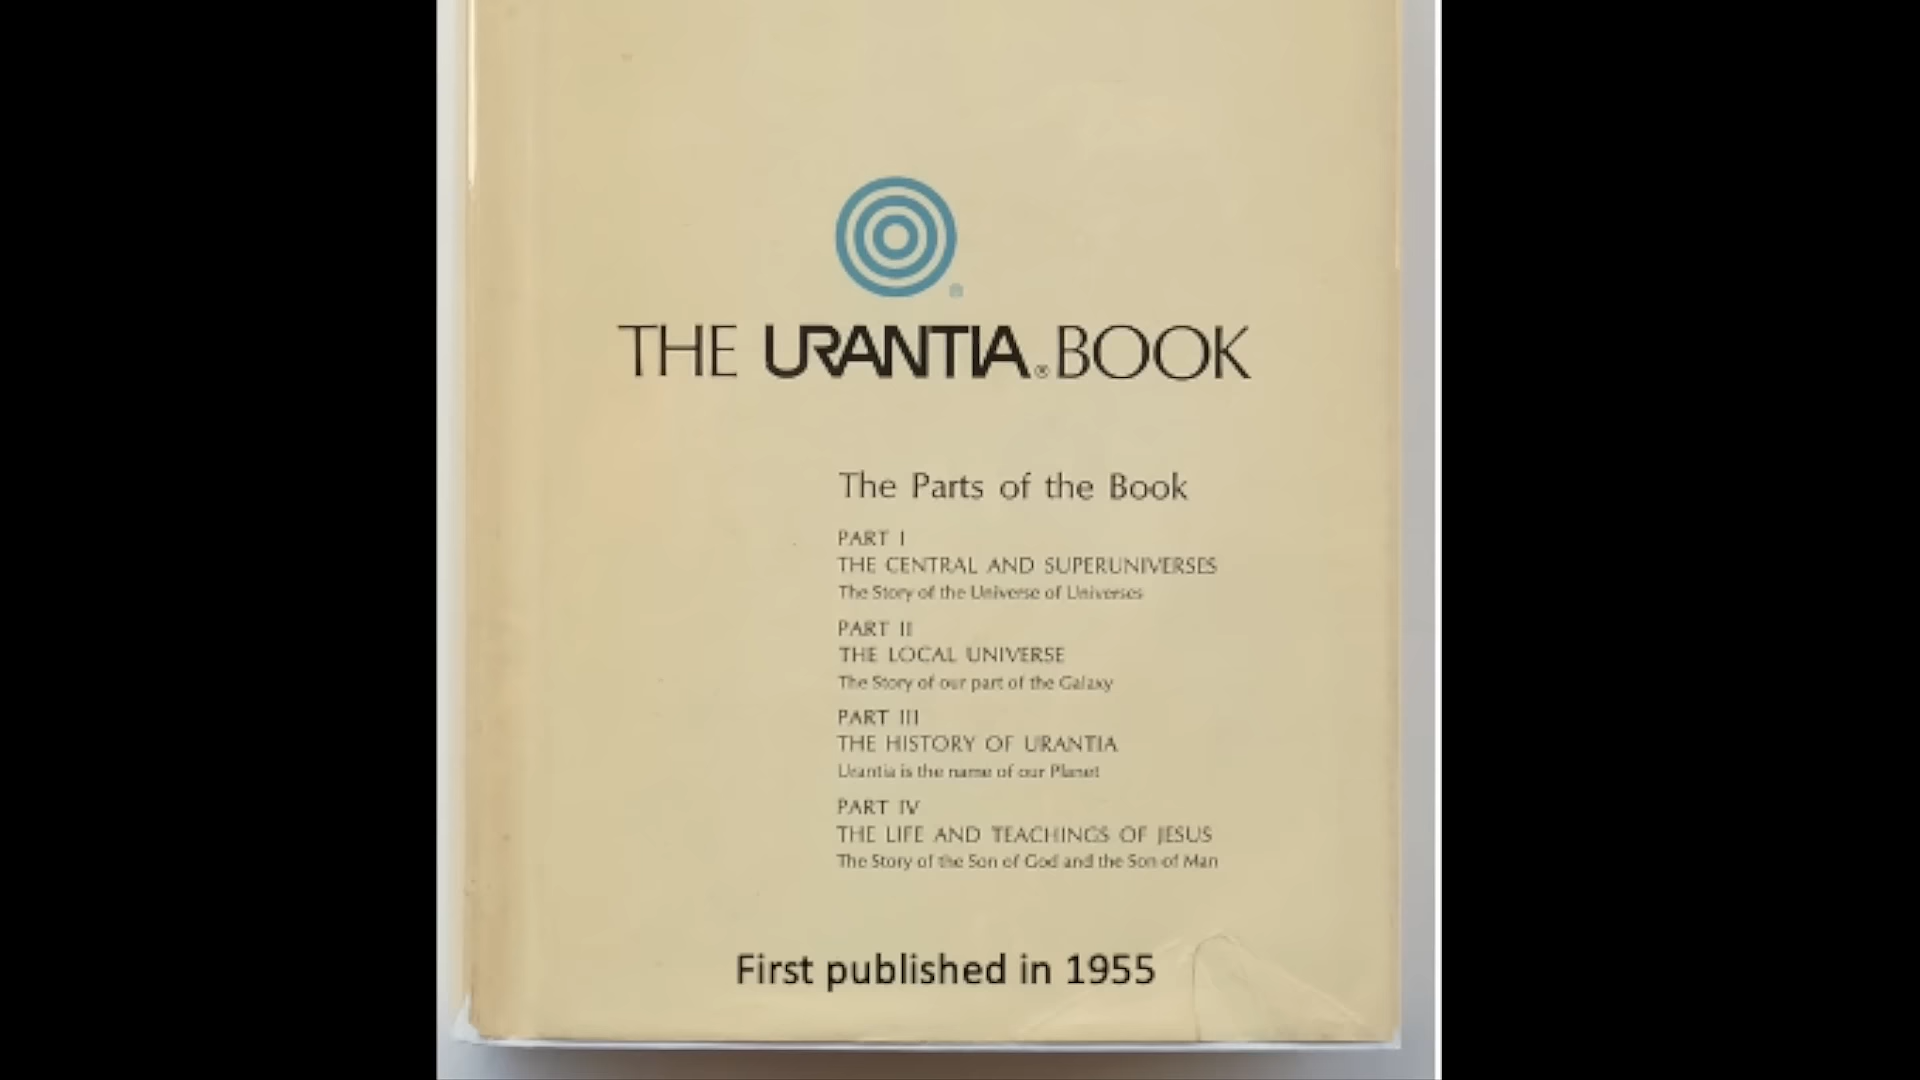 ®
THE URANTIA® BOOK
The Parts of the Book
PART I
THE CENTRAL AND SUPERUNIVERSES
The Story of the Universe of Universes
PART II
THE LOCAL UNIVERSE
The Story of our part of the Galaxy
PART III
THE HISTORY OF URANTIA
Urantia is the name of our Planet
PART IV
THE LIFE AND TEACHINGS OF JESUS
The Story of the Son of God and the Son of Man
First published in 1955